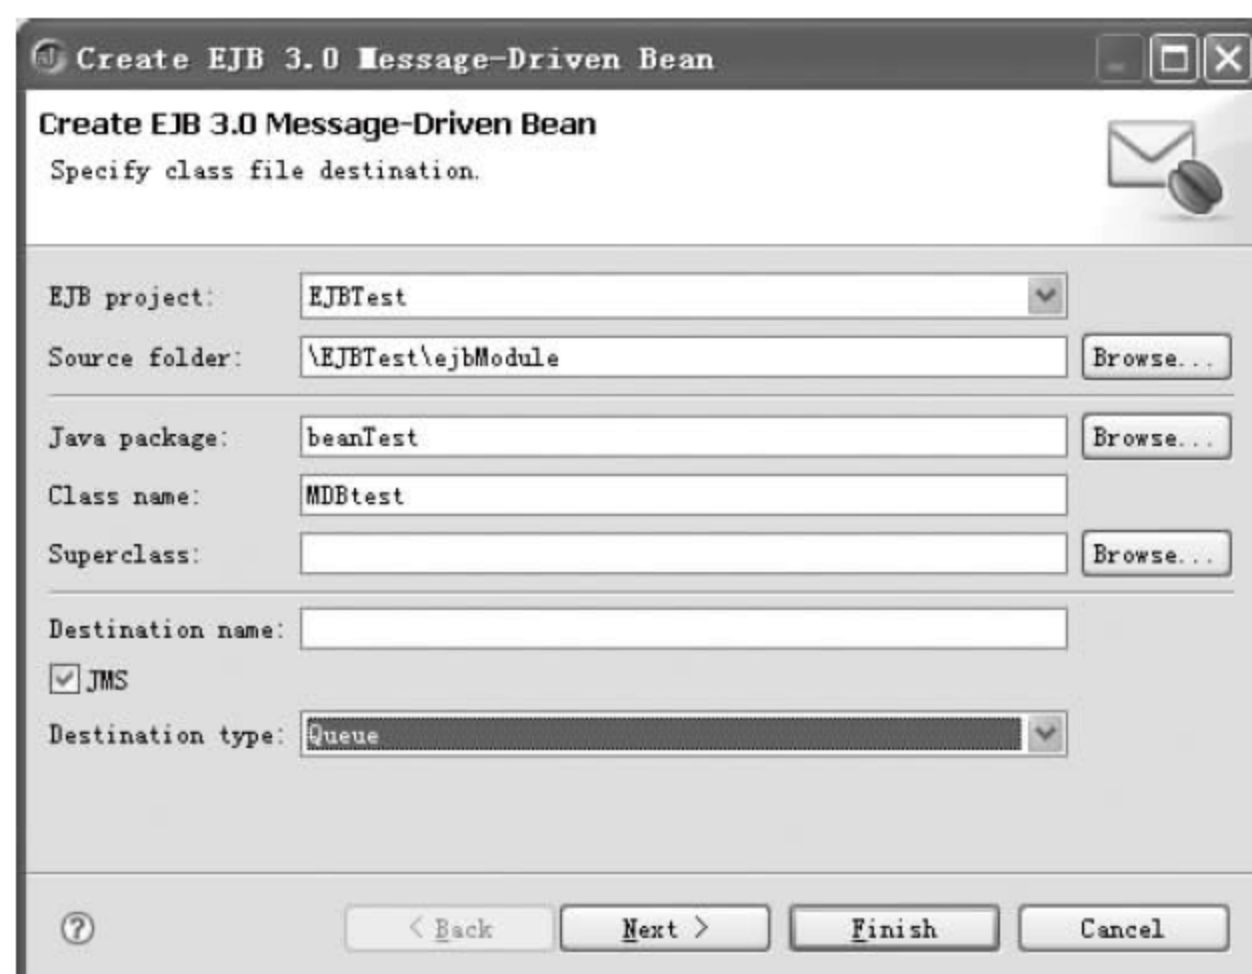 Create EJB 3.0 Message-Driven Bean
Create EJB 3.0 Message-Driven Bean
Specify class file destination.
EJB project: EJBTest
Source folder: \EJBTest\ejbModule Browse...
Java package: beanTest Browse...
Class name: MDBtest
Superclass: Browse...
Destination name:
JMS
Destination type: Queue
? < Back Next > Finish Cancel